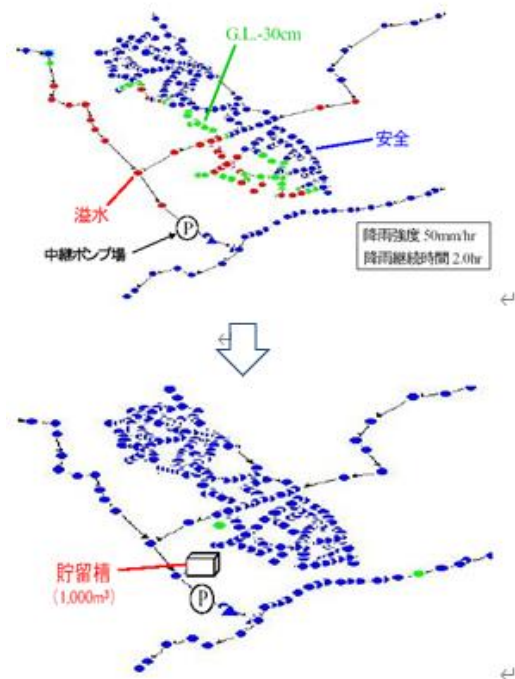 G.L.-30cm
安全
溢水
P
中継ポンプ場
降雨強度 50mm/hr
降雨継続時間 2.0hr
貯留槽
(1,000m³)
P